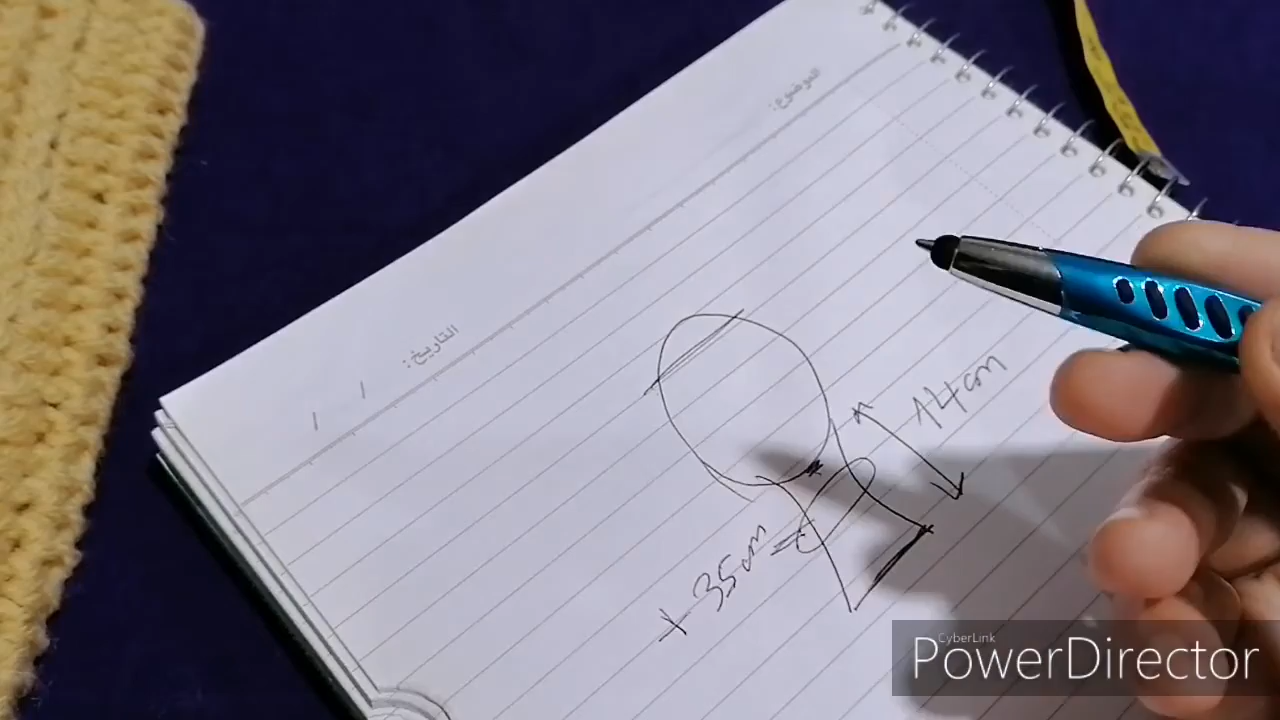 الموضوع:
التاريخ: / /
14cm
+ 35cm
CyberLink
PowerDirector